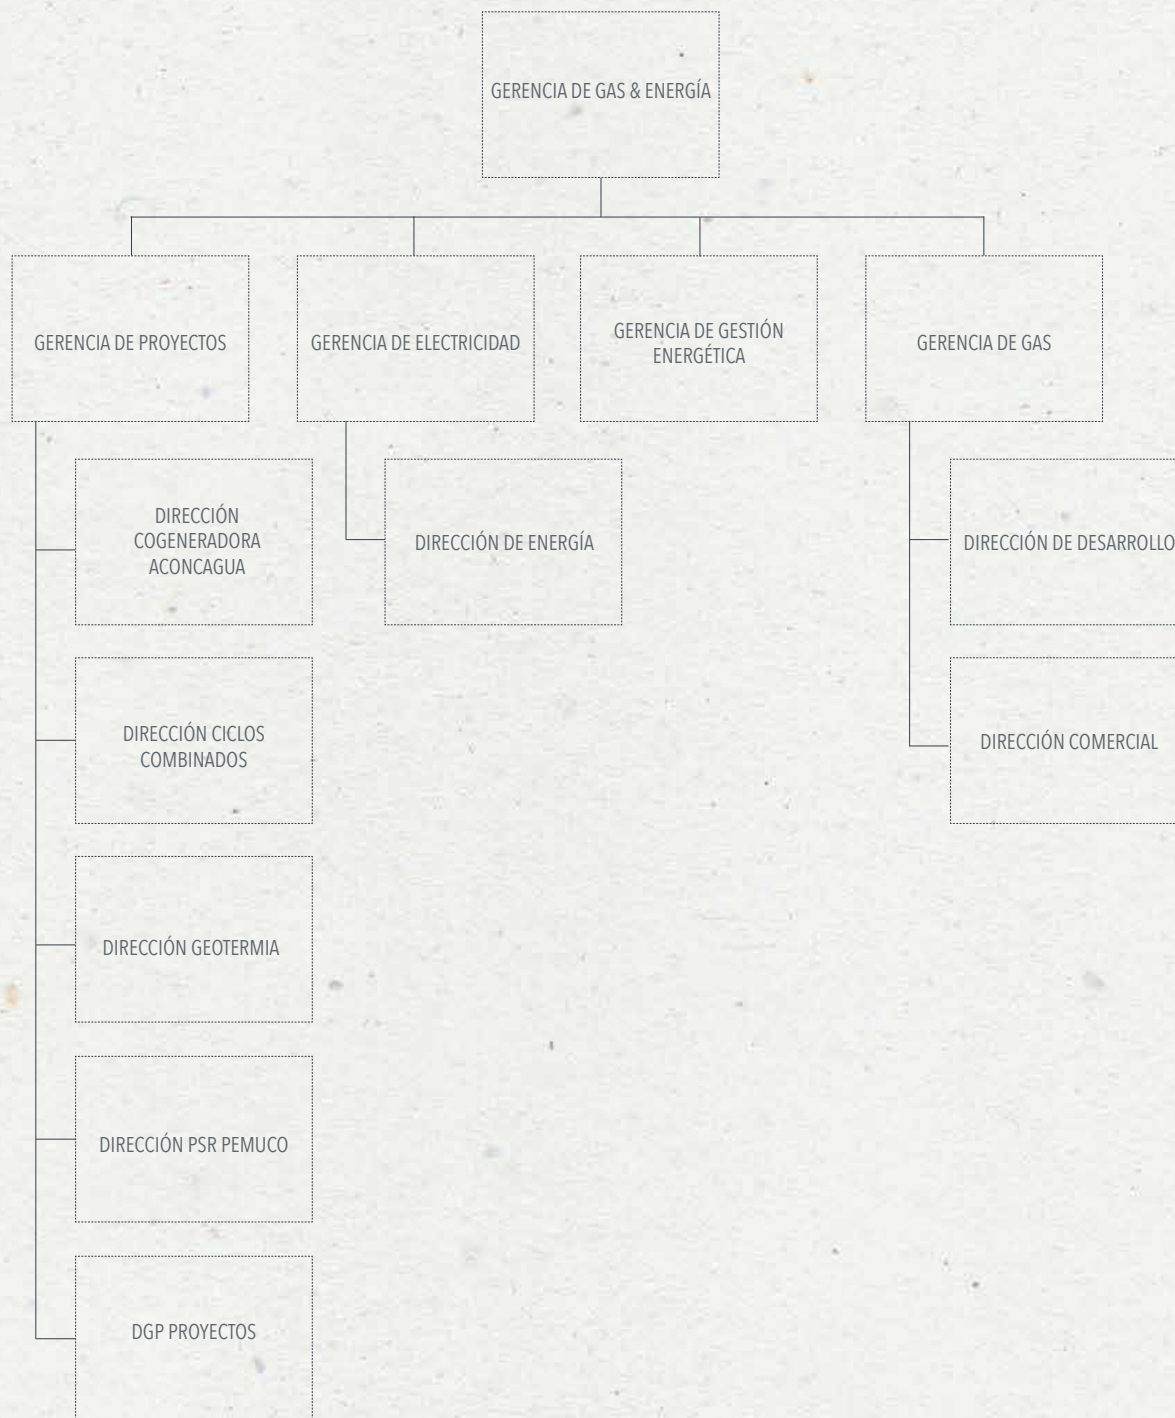 GERENCIA DE GAS & ENERGÍA
GERENCIA DE PROYECTOS
GERENCIA DE ELECTRICIDAD
GERENCIA DE GESTIÓN
ENERGÉTICA
GERENCIA DE GAS
DIRECCIÓN
COGENERADORA
ACONCAGUA
DIRECCIÓN DE ENERGÍA
DIRECCIÓN DE DESARROLLO
DIRECCIÓN CICLOS
COMBINADOS
DIRECCIÓN COMERCIAL
DIRECCIÓN GEOTERMIA
DIRECCIÓN PSR PEMUCO
DGP PROYECTOS